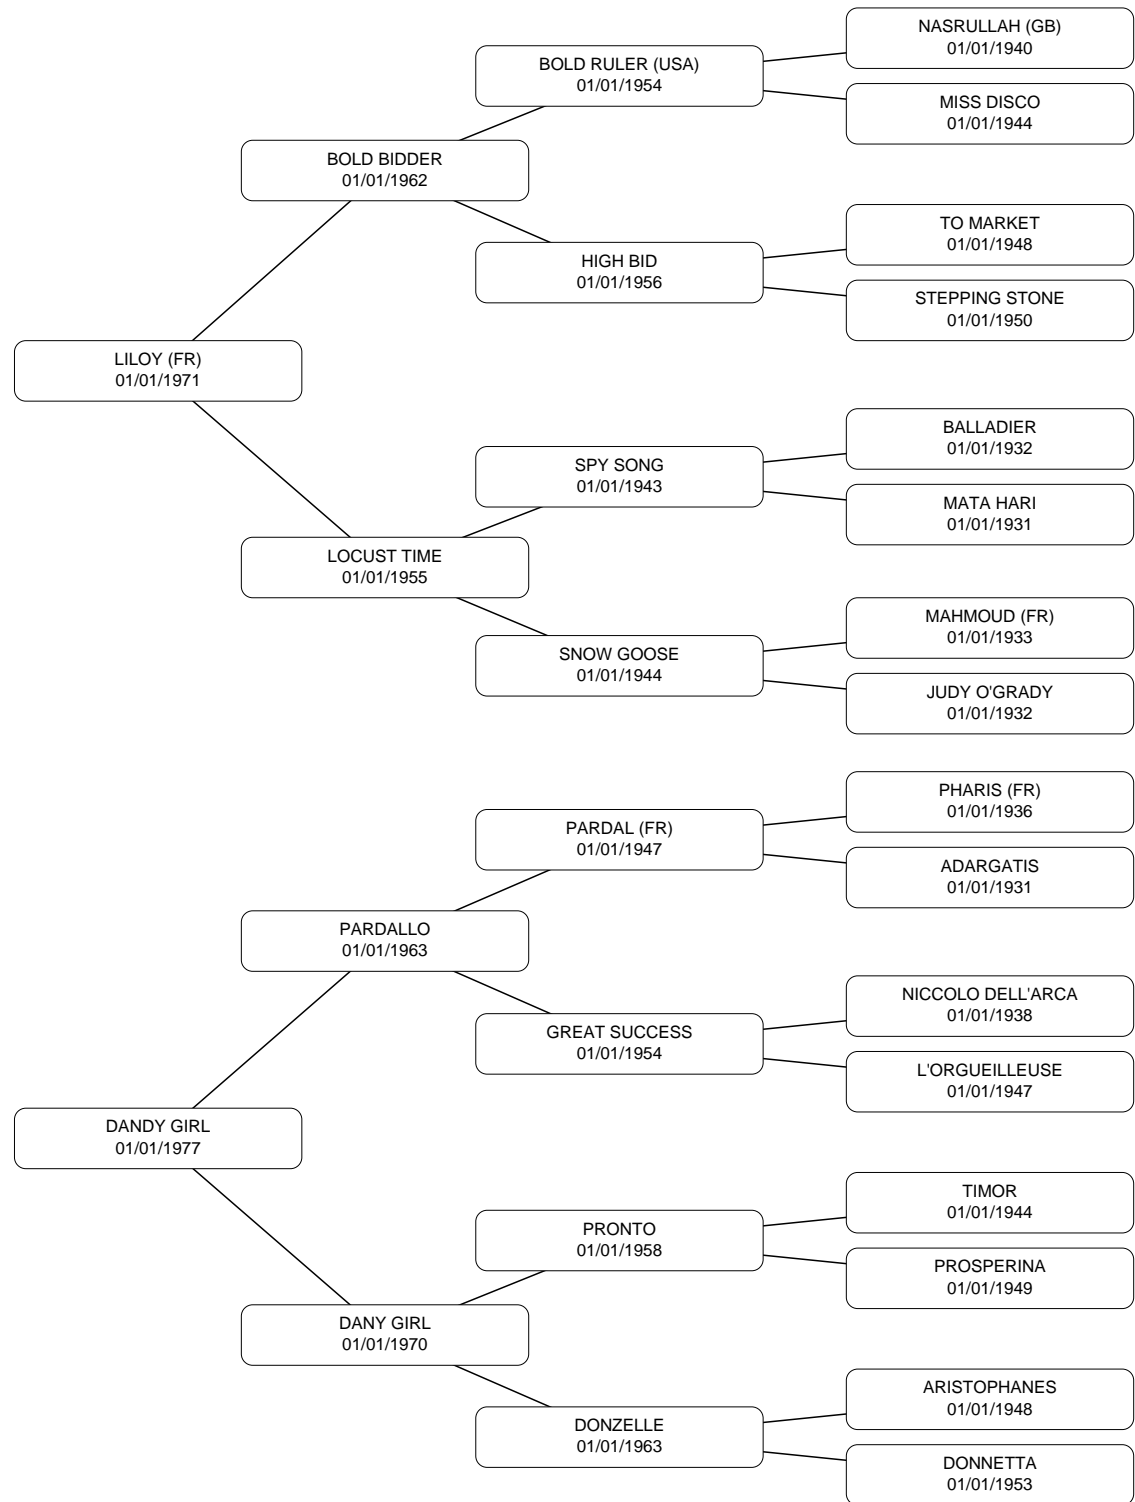 NASRULLAH (GB)
01/01/1940
BOLD RULER (USA)
01/01/1954
MISS DISCO
01/01/1944
BOLD BIDDER
01/01/1962
TO MARKET
01/01/1948
HIGH BID
01/01/1956
STEPPING STONE
01/01/1950
LILOY (FR)
01/01/1971
BALLADIER
01/01/1932
SPY SONG
01/01/1943
MATA HARI
01/01/1931
LOCUST TIME
01/01/1955
MAHMOUD (FR)
01/01/1933
SNOW GOOSE
01/01/1944
JUDY O'GRADY
01/01/1932
PHARIS (FR)
01/01/1936
PARDAL (FR)
01/01/1947
ADARGATIS
01/01/1931
PARDALLO
01/01/1963
NICCOLO DELL'ARCA
01/01/1938
GREAT SUCCESS
01/01/1954
L'ORGUEILLEUSE
01/01/1947
DANDY GIRL
01/01/1977
TIMOR
01/01/1944
PRONTO
01/01/1958
PROSPERINA
01/01/1949
DANY GIRL
01/01/1970
ARISTOPHANES
01/01/1948
DONZELLE
01/01/1963
DONNETTA
01/01/1953